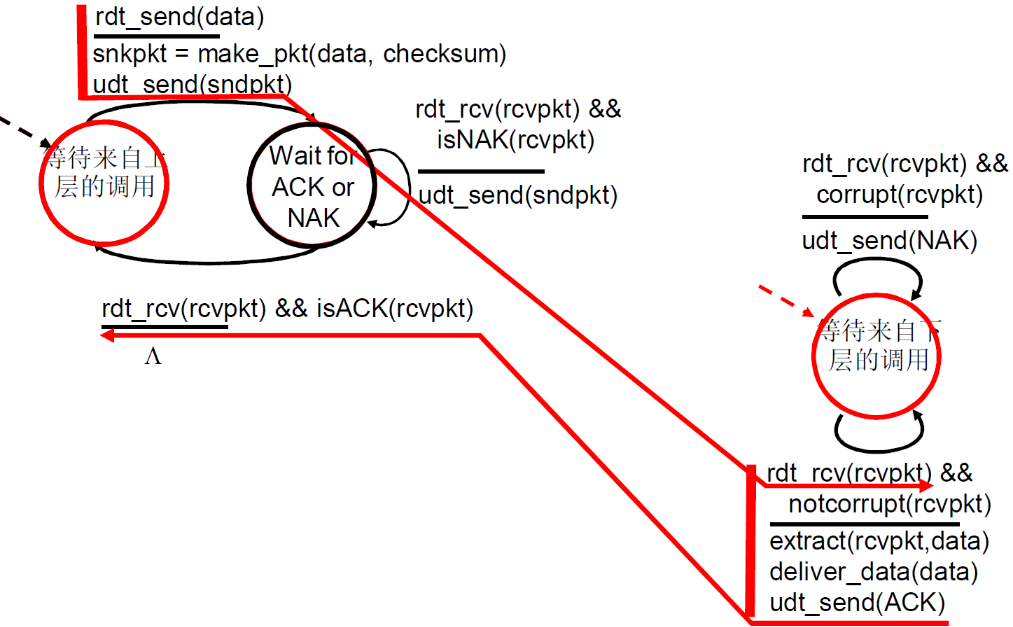 rdt_send(data)
snkpkt = make_pkt(data, checksum)
udt_send(sndpkt)
等待来自上
层的调用
Wait for
ACK or
NAK
rdt_rcv(rcvpkt) &&
isNAK(rcvpkt)
udt_send(sndpkt)
rdt_rcv(rcvpkt) && isACK(rcvpkt)
Λ
rdt_rcv(rcvpkt) &&
corrupt(rcvpkt)
udt_send(NAK)
等待来自下
层的调用
rdt_rcv(rcvpkt) &&
notcorrupt(rcvpkt)
extract(rcvpkt,data)
deliver_data(data)
udt_send(ACK)